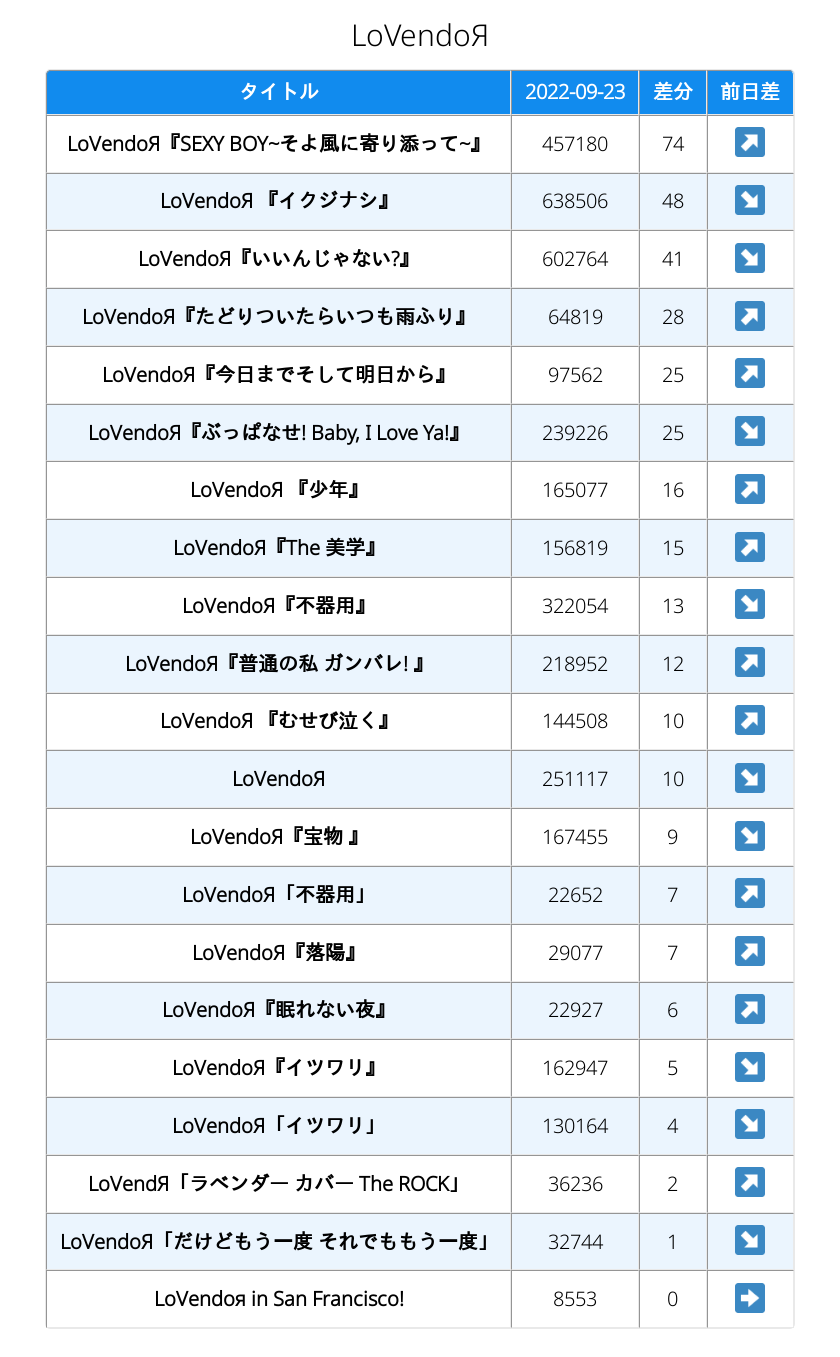 LoVendoЯ
タイトル 2022-09-23 差分 前日差
LoVendoЯ『SEXY BOY~そよ風に寄り添って~』 457180 74 ↗
LoVendoЯ 『イクジナシ』 638506 48 ↘
LoVendoЯ『いいんじゃない?』 602764 41 ↘
LoVendoЯ『たどりついたらいつも雨ふり』 64819 28 ↗
LoVendoЯ『今日までそして明日から』 97562 25 ↗
LoVendoЯ『ぶっぱなせ! Baby, I Love Ya!』 239226 25 ↘
LoVendoЯ 『少年』 165077 16 ↗
LoVendoЯ『The 美学』 156819 15 ↗
LoVendoЯ『不器用』 322054 13 ↘
LoVendoЯ『普通の私 ガンバレ! 』 218952 12 ↗
LoVendoЯ 『むせび泣く』 144508 10 ↗
LoVendoЯ 251117 10 ↘
LoVendoЯ『宝物 』 167455 9 ↘
LoVendoЯ「不器用」 22652 7 ↗
LoVendoЯ『落陽』 29077 7 ↗
LoVendoЯ『眠れない夜』 22927 6 ↗
LoVendoЯ『イツワリ』 162947 5 ↘
LoVendoЯ「イツワリ」 130164 4 ↘
LoVendЯ「ラベンダー カバー The ROCK」 36236 2 ↗
LoVendoЯ「だけどもう一度 それでももう一度」 32744 1 ↘
LoVendoя in San Francisco! 8553 0 ➡